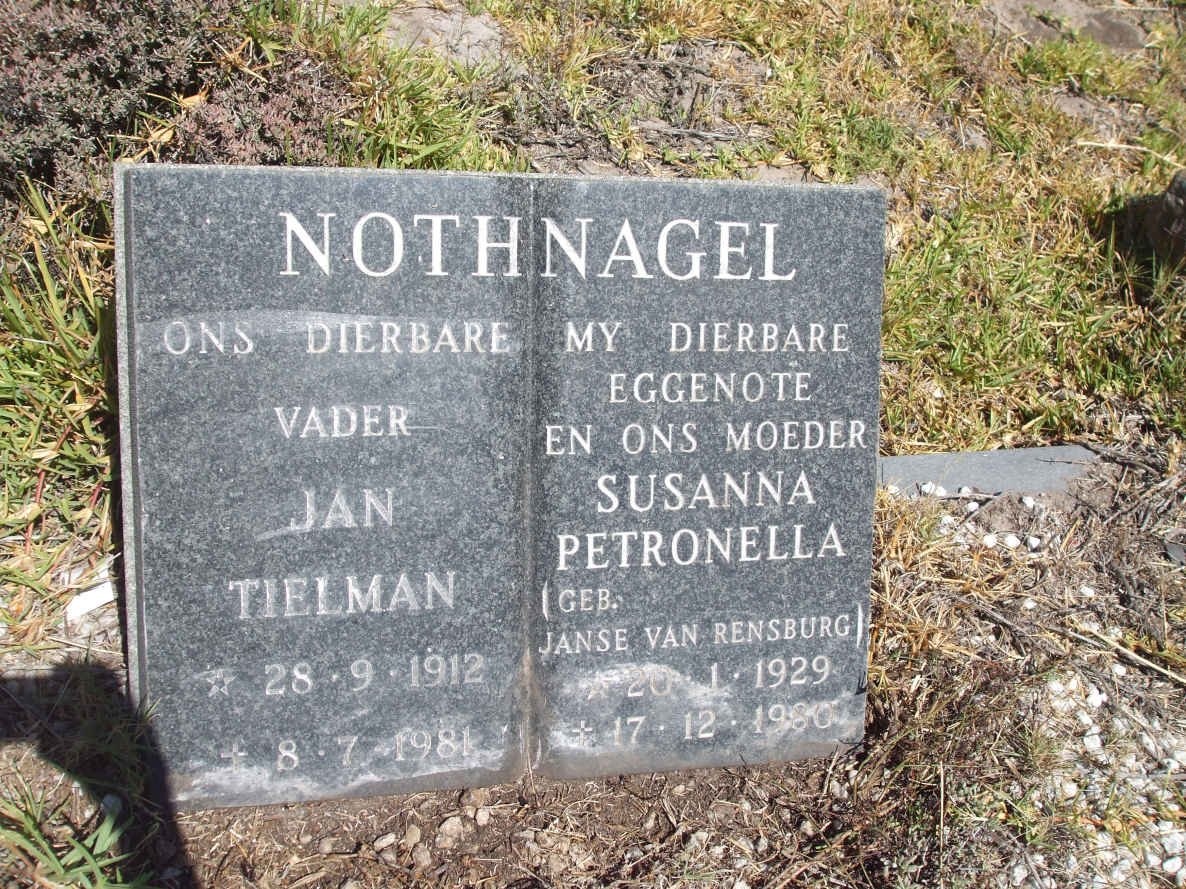 NOTHNAGEL
ONS DIERBARE
VADER
JAN
TIELMAN
☆ 28·9·1912
+ 8·7·1981
MY DIERBARE
EGGENOTE
EN ONS MOEDER
SUSANNA
PETRONELLA
(GEB.
JANSE VAN RENSBURG)
☆ 20·1·1929
+ 17·12·1980